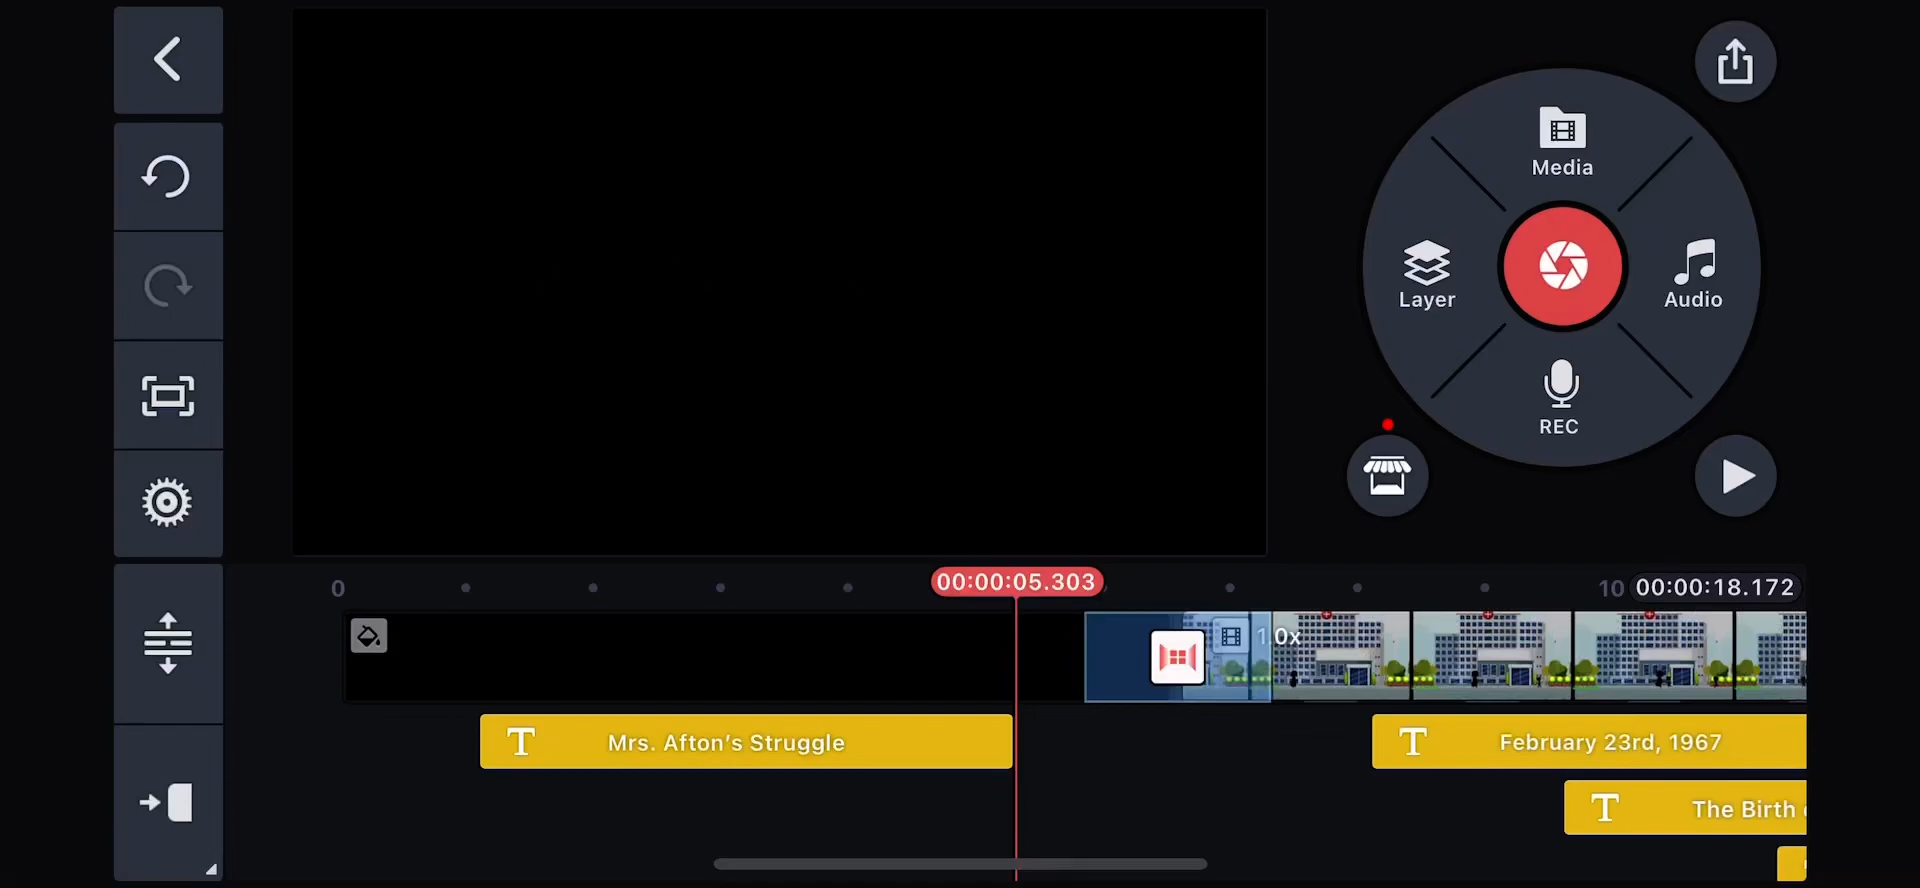 Media
Layer
Audio
REC
0
00:00:05.303
10
00:00:18.172
1.0x
T Mrs. Afton's Struggle
T February 23rd, 1967
T The Birth